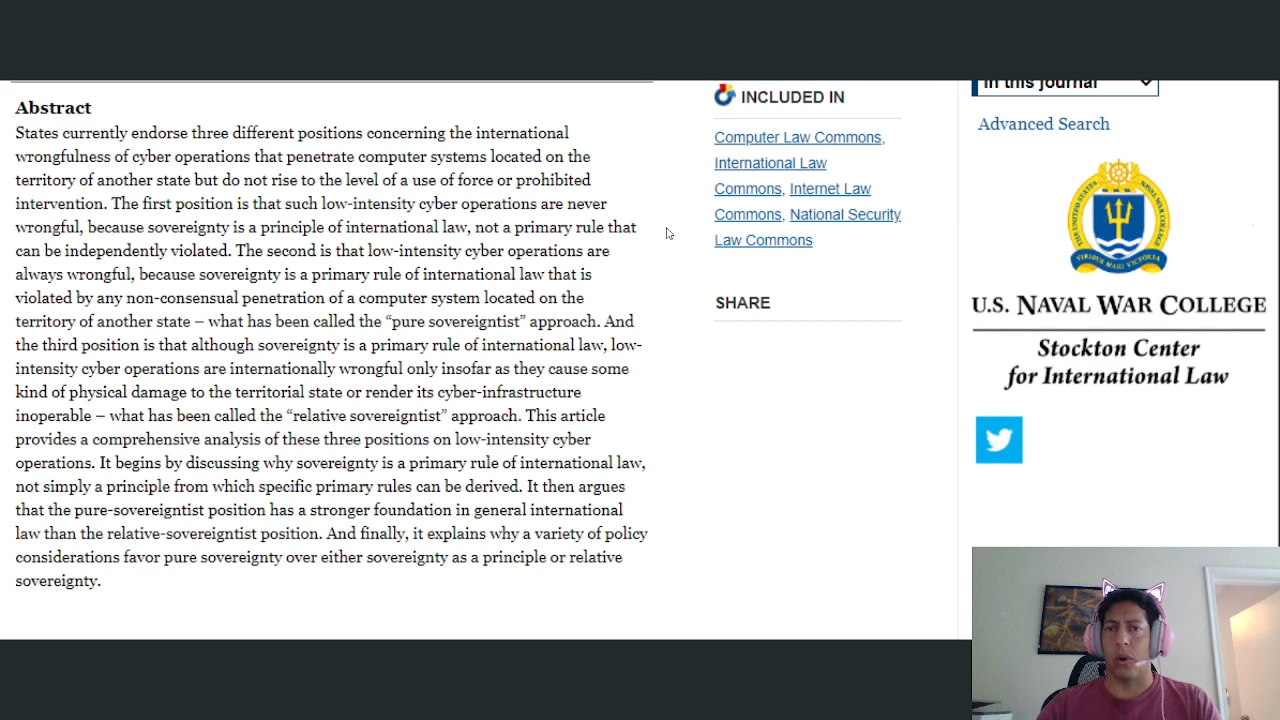 Abstract
States currently endorse three different positions concerning the international
wrongfulness of cyber operations that penetrate computer systems located on the
territory of another state but do not rise to the level of a use of force or prohibited
intervention. The first position is that such low-intensity cyber operations are never
wrongful, because sovereignty is a principle of international law, not a primary rule that
can be independently violated. The second is that low-intensity cyber operations are
always wrongful, because sovereignty is a primary rule of international law that is
violated by any non-consensual penetration of a computer system located on the
territory of another state – what has been called the “pure sovereigntist” approach. And
the third position is that although sovereignty is a primary rule of international law, low-
intensity cyber operations are internationally wrongful only insofar as they cause some
kind of physical damage to the territorial state or render its cyber-infrastructure
inoperable – what has been called the “relative sovereigntist” approach. This article
provides a comprehensive analysis of these three positions on low-intensity cyber
operations. It begins by discussing why sovereignty is a primary rule of international law,
not simply a principle from which specific primary rules can be derived. It then argues
that the pure-sovereigntist position has a stronger foundation in general international
law than the relative-sovereigntist position. And finally, it explains why a variety of policy
considerations favor pure sovereignty over either sovereignty as a principle or relative
sovereignty.
INCLUDED IN
Computer Law Commons,
International Law
Commons, Internet Law
Commons, National Security
Law Commons
SHARE
in this journal
Advanced Search
THE UNITED STATES NAVAL WAR COLLEGE
VIRIBUS MARI VICTORIA
U.S. NAVAL WAR COLLEGE
Stockton Center
for International Law